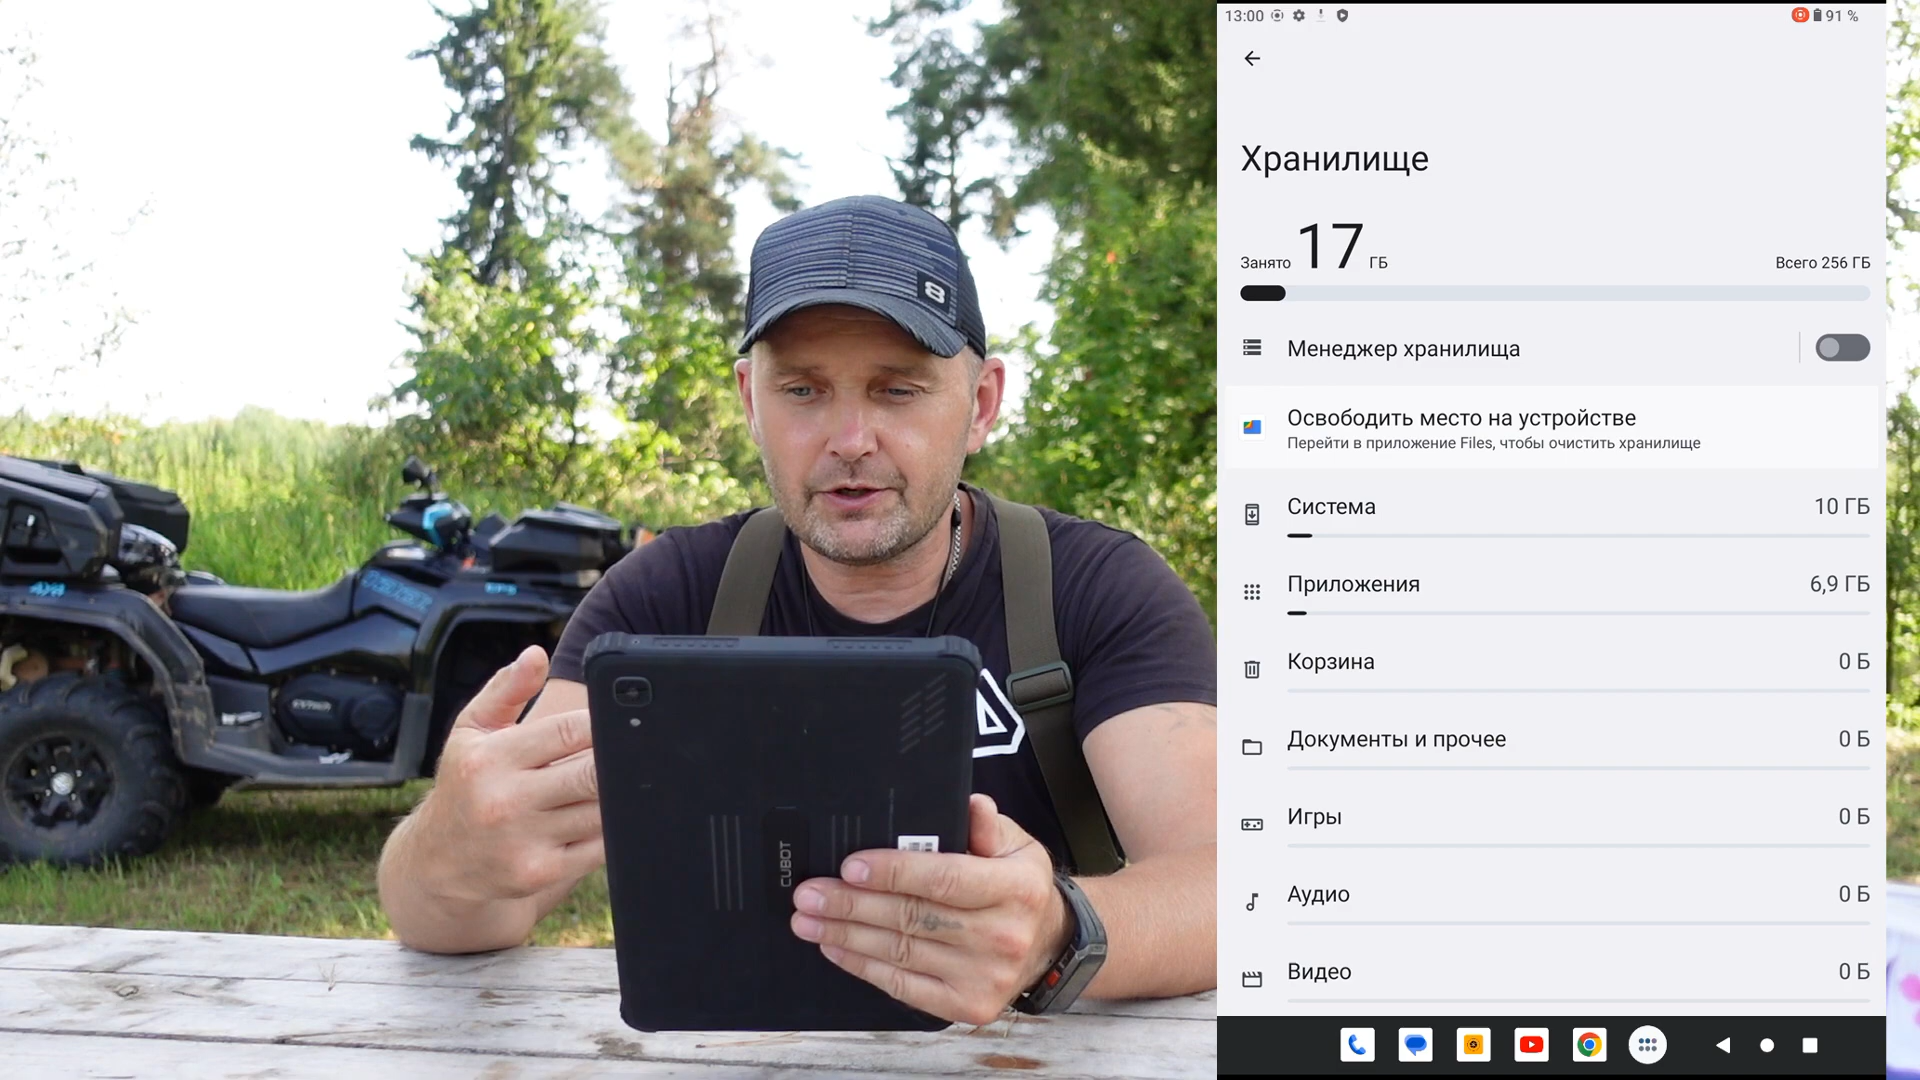 13:00
91 %
Хранилище
Занято 17 ГБ
Всего 256 ГБ
Менеджер хранилища
Освободить место на устройстве
Перейти в приложение Files, чтобы очистить хранилище
Система
10 ГБ
Приложения
6,9 ГБ
Корзина
0 Б
Документы и прочее
0 Б
Игры
0 Б
Аудио
0 Б
Видео
0 Б
8
CUBOT